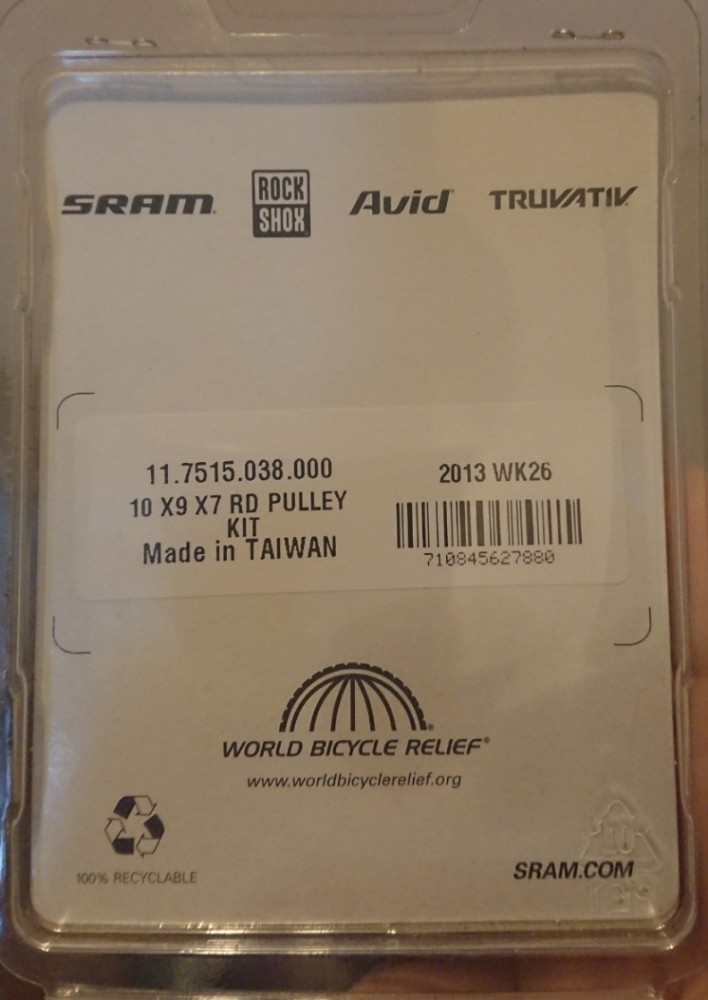 SRAM
ROCK
SHOX
Avid
TRUVATIV
11.7515.038.000
10 X9 X7 RD PULLEY
KIT
Made in TAIWAN
2013 WK26
710845627880
WORLD BICYCLE RELIEF®
www.worldbicyclerelief.org
100% RECYCLABLE
SRAM.COM
10